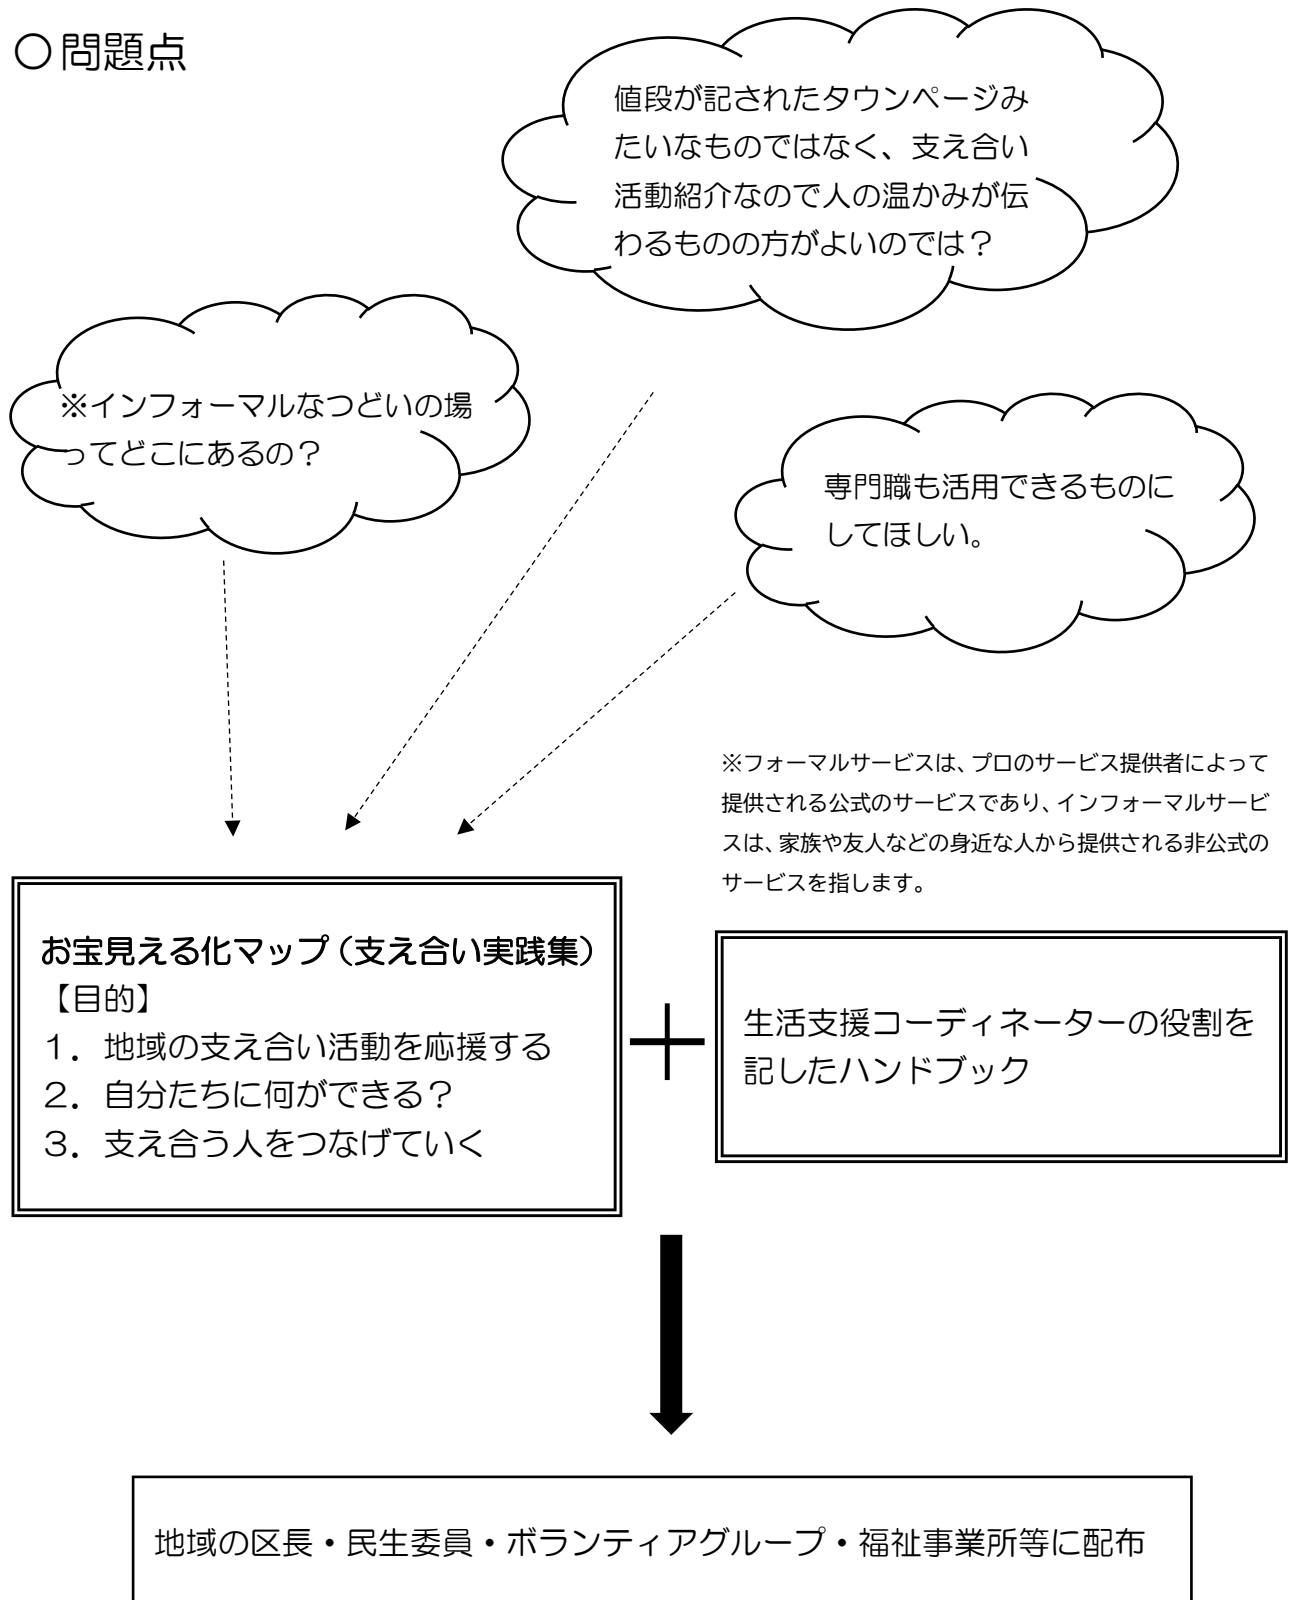 〇問題点
値段が記されたタウンページみ
たいなものではなく、支え合い
活動紹介なので人の温かみが伝
わるものの方がよいのでは？
※インフォーマルなつどいの場
ってどこにあるの？
専門職も活用できるものに
してほしい。
※フォーマルサービスは、プロのサービス提供者によって
提供される公式のサービスであり、インフォーマルサービ
スは、家族や友人などの身近な人から提供される非公式の
サービスを指します。
お宝見える化マップ（支え合い実践集）
【目的】
１．地域の支え合い活動を応援する
２．自分たちに何ができる？
３．支え合う人をつなげていく
生活支援コーディネーターの役割を
記したハンドブック
地域の区長・民生委員・ボランティアグループ・福祉事業所等に配布